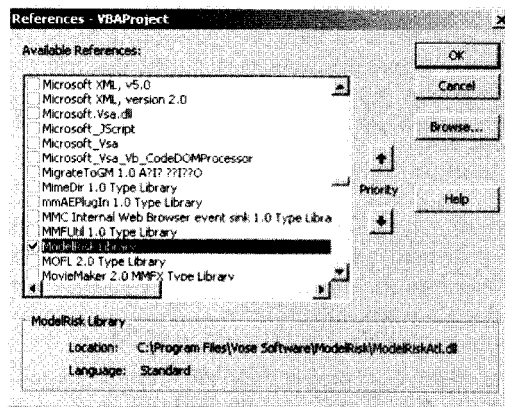 References - VBAProject
Available References:
Microsoft XML, v5.0
Microsoft XML, version 2.0
Microsoft.Vsa.dll
Microsoft_JScript
Microsoft_Vsa
Microsoft_Vsa_Vb_CodeDOMProcessor
MigrateToGM 1.0 A?I? ??I??O
MimeDir 1.0 Type Library
mmAEPlugIn 1.0 Type Library
MMC Internal Web Browser event sink 1.0 Type Libra
MMFUtil 1.0 Type Library
ModelRisk Library
MOFL 2.0 Type Library
MovieMaker 2.0 MMFX Type Library
OK
Cancel
Browse...
Priority
Help
ModelRisk Library
Location: C:\Program Files\Vose Software\ModelRisk\ModelRiskAtl.dll
Language: Standard